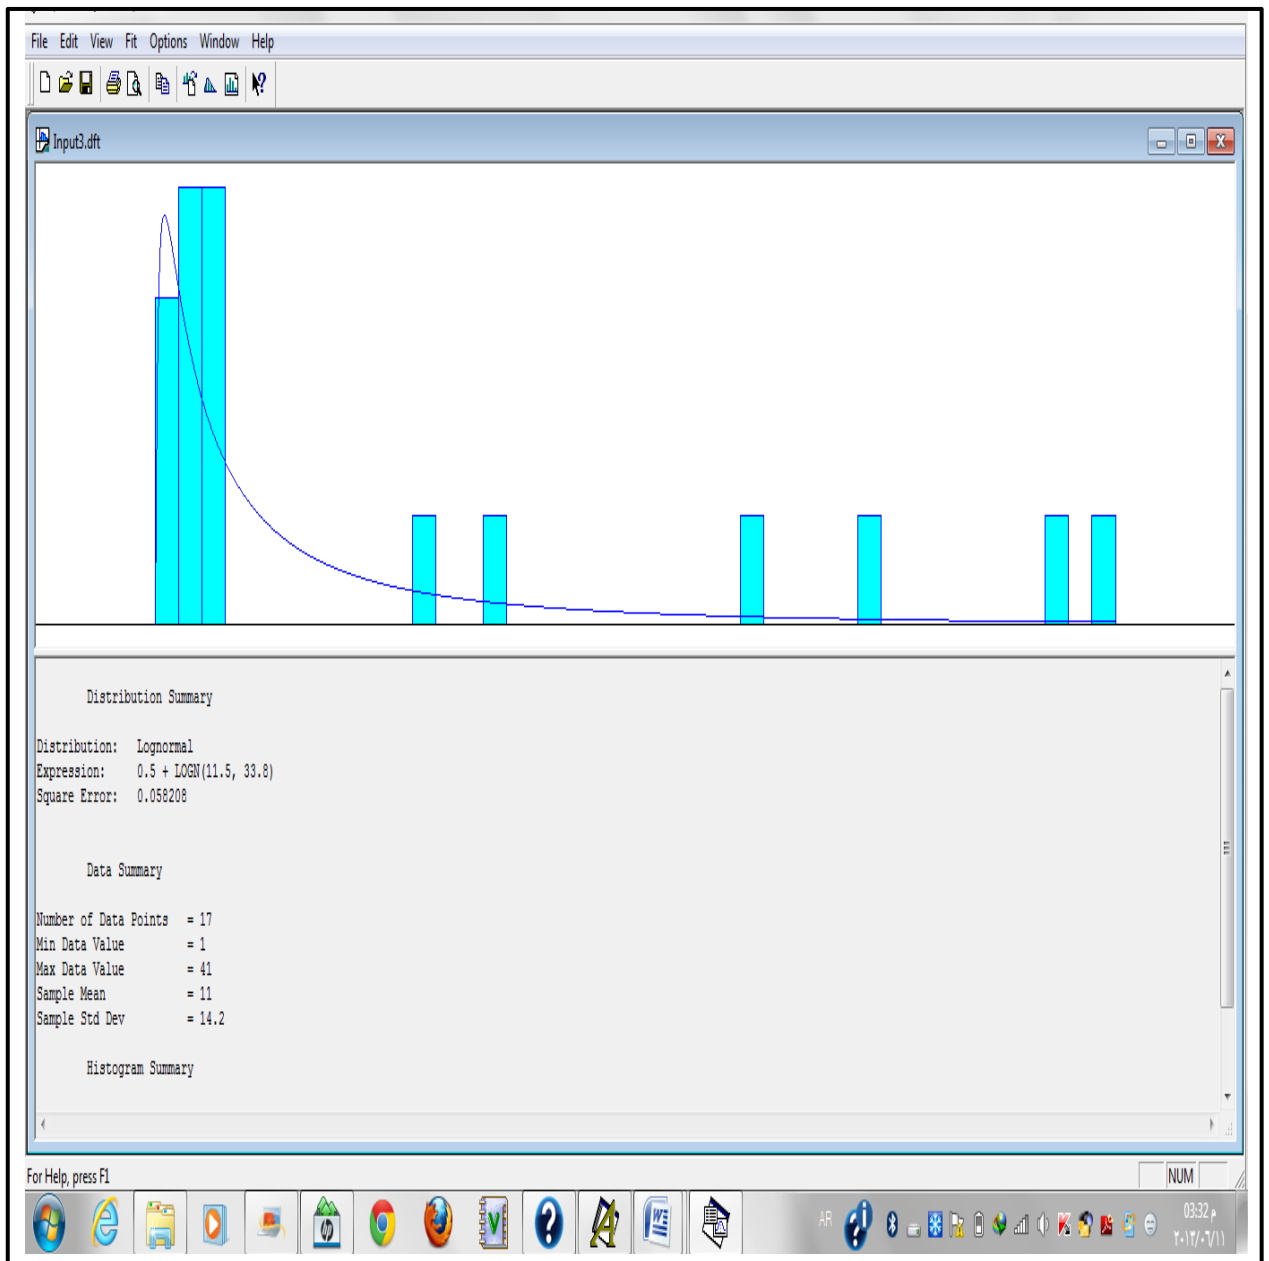 File Edit View Fit Options Window Help
Input3.dft
Distribution Summary
Distribution: Lognormal
Expression: 0.5 + LOGN(11.5, 33.8)
Square Error: 0.058208
Data Summary
Number of Data Points = 17
Min Data Value = 1
Max Data Value = 41
Sample Mean = 11
Sample Std Dev = 14.2
Histogram Summary
For Help, press F1
NUM
AR
03:32 م
٢٠١٣/٠٦/١١